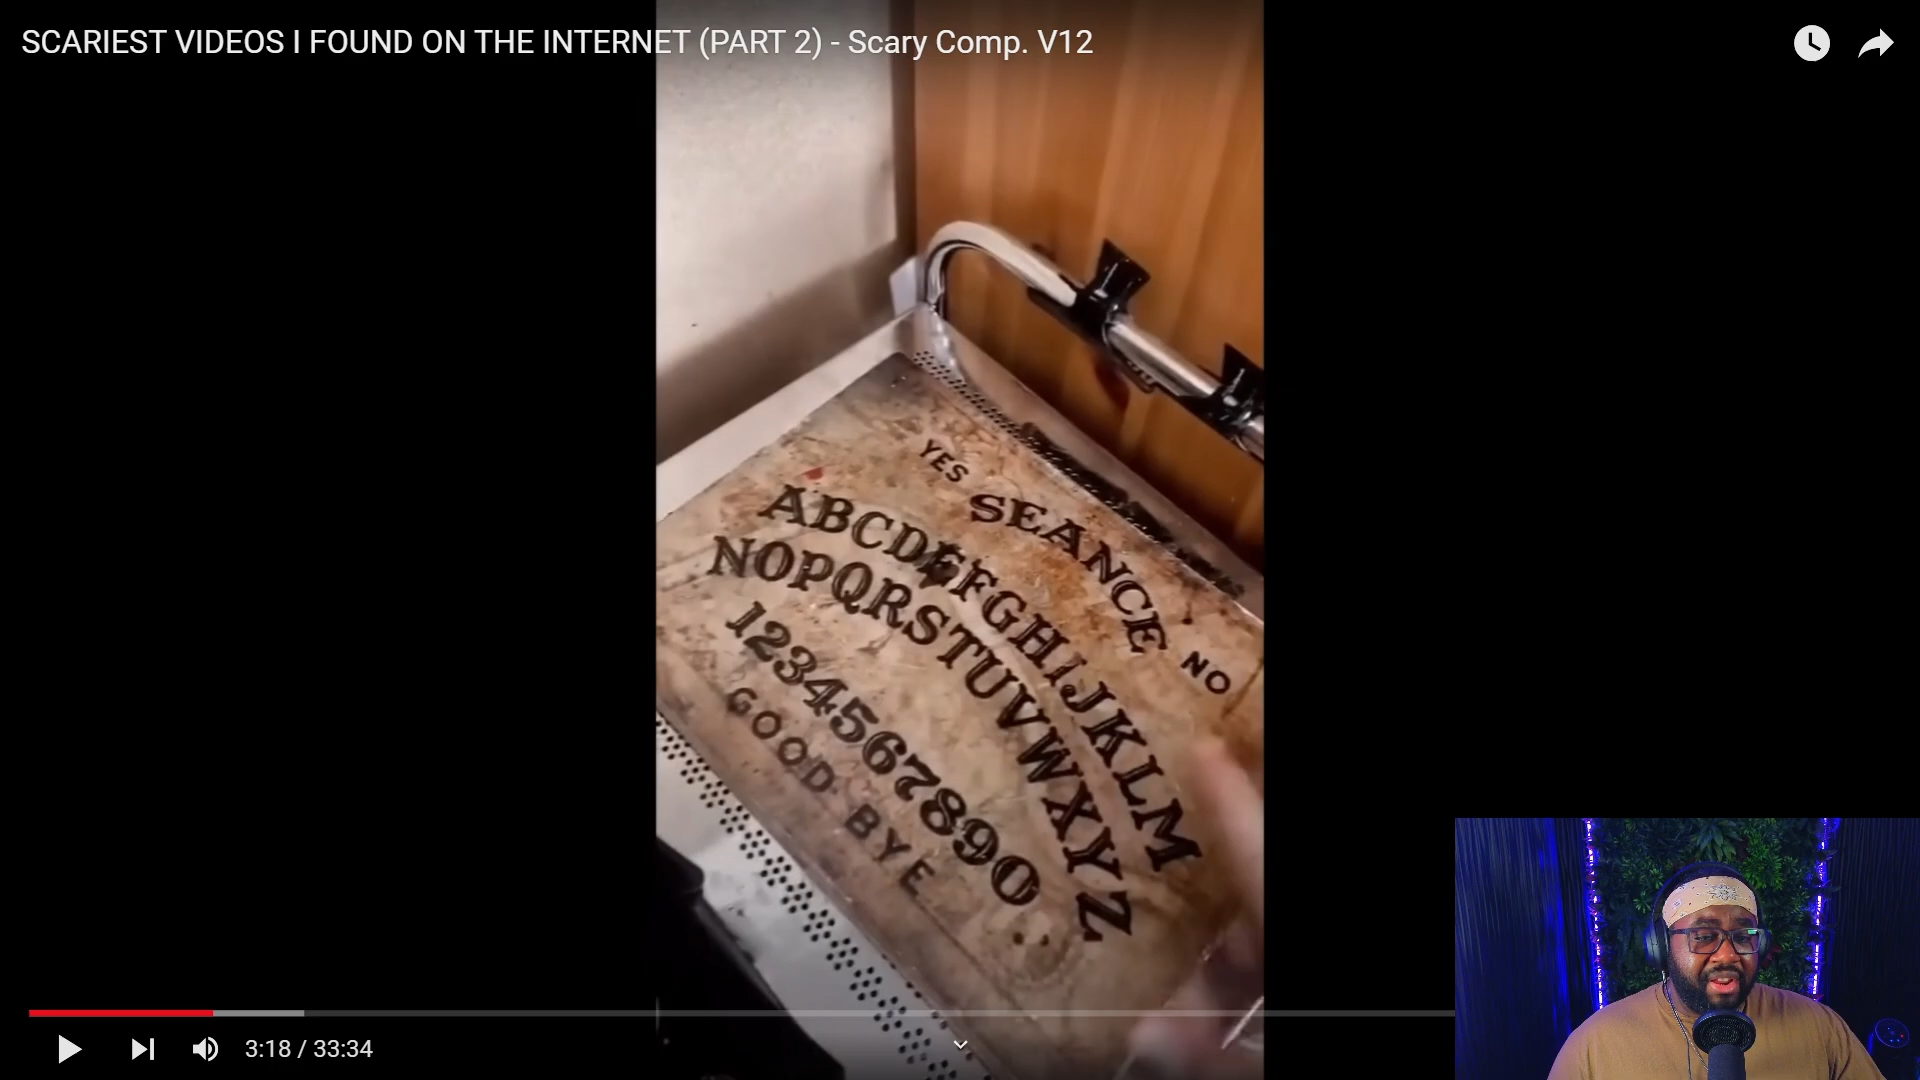 SCARIEST VIDEOS I FOUND ON THE INTERNET (PART 2) - Scary Comp. V12
YES SEANCE NO
ABCDEFGHIJKLM
NOPQRSTUVWXYZ
1234567890
GOOD BYE
3:18 / 33:34